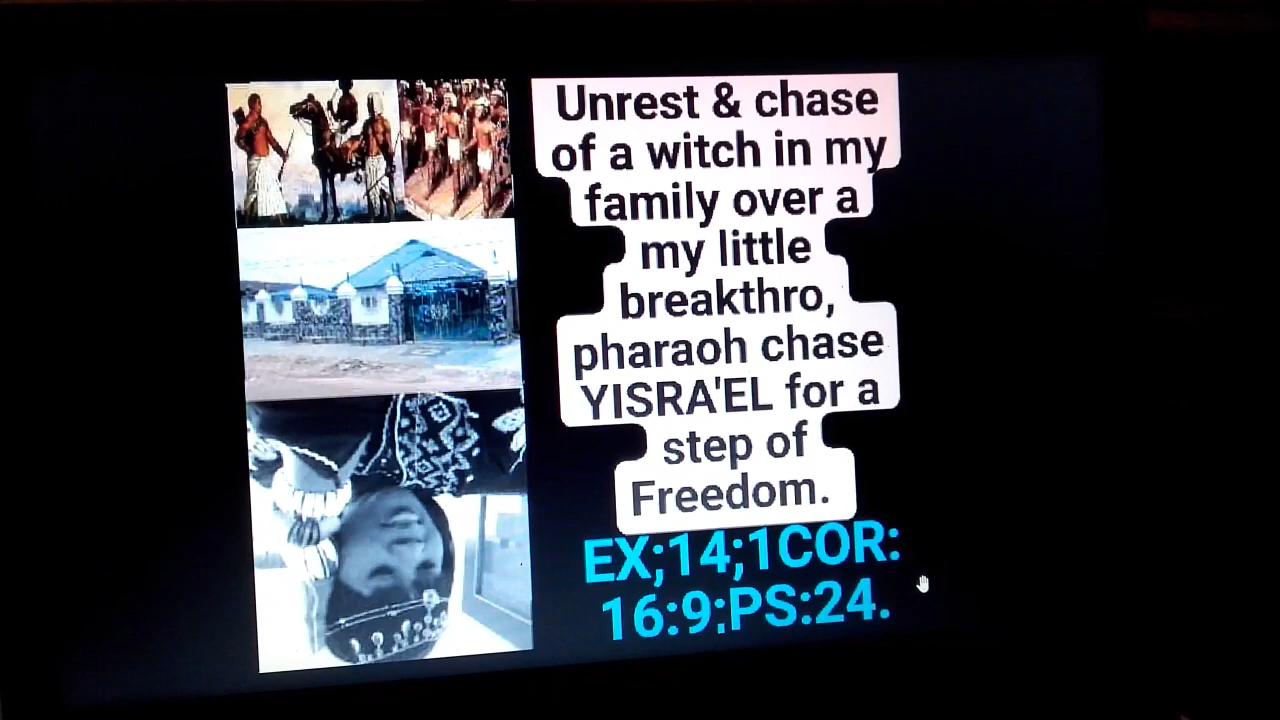 Unrest & chase
of a witch in my
family over a
my little
breakthro,
pharaoh chase
YISRA'EL for a
step of
Freedom.
EX;14;1COR:
16:9;PS:24.